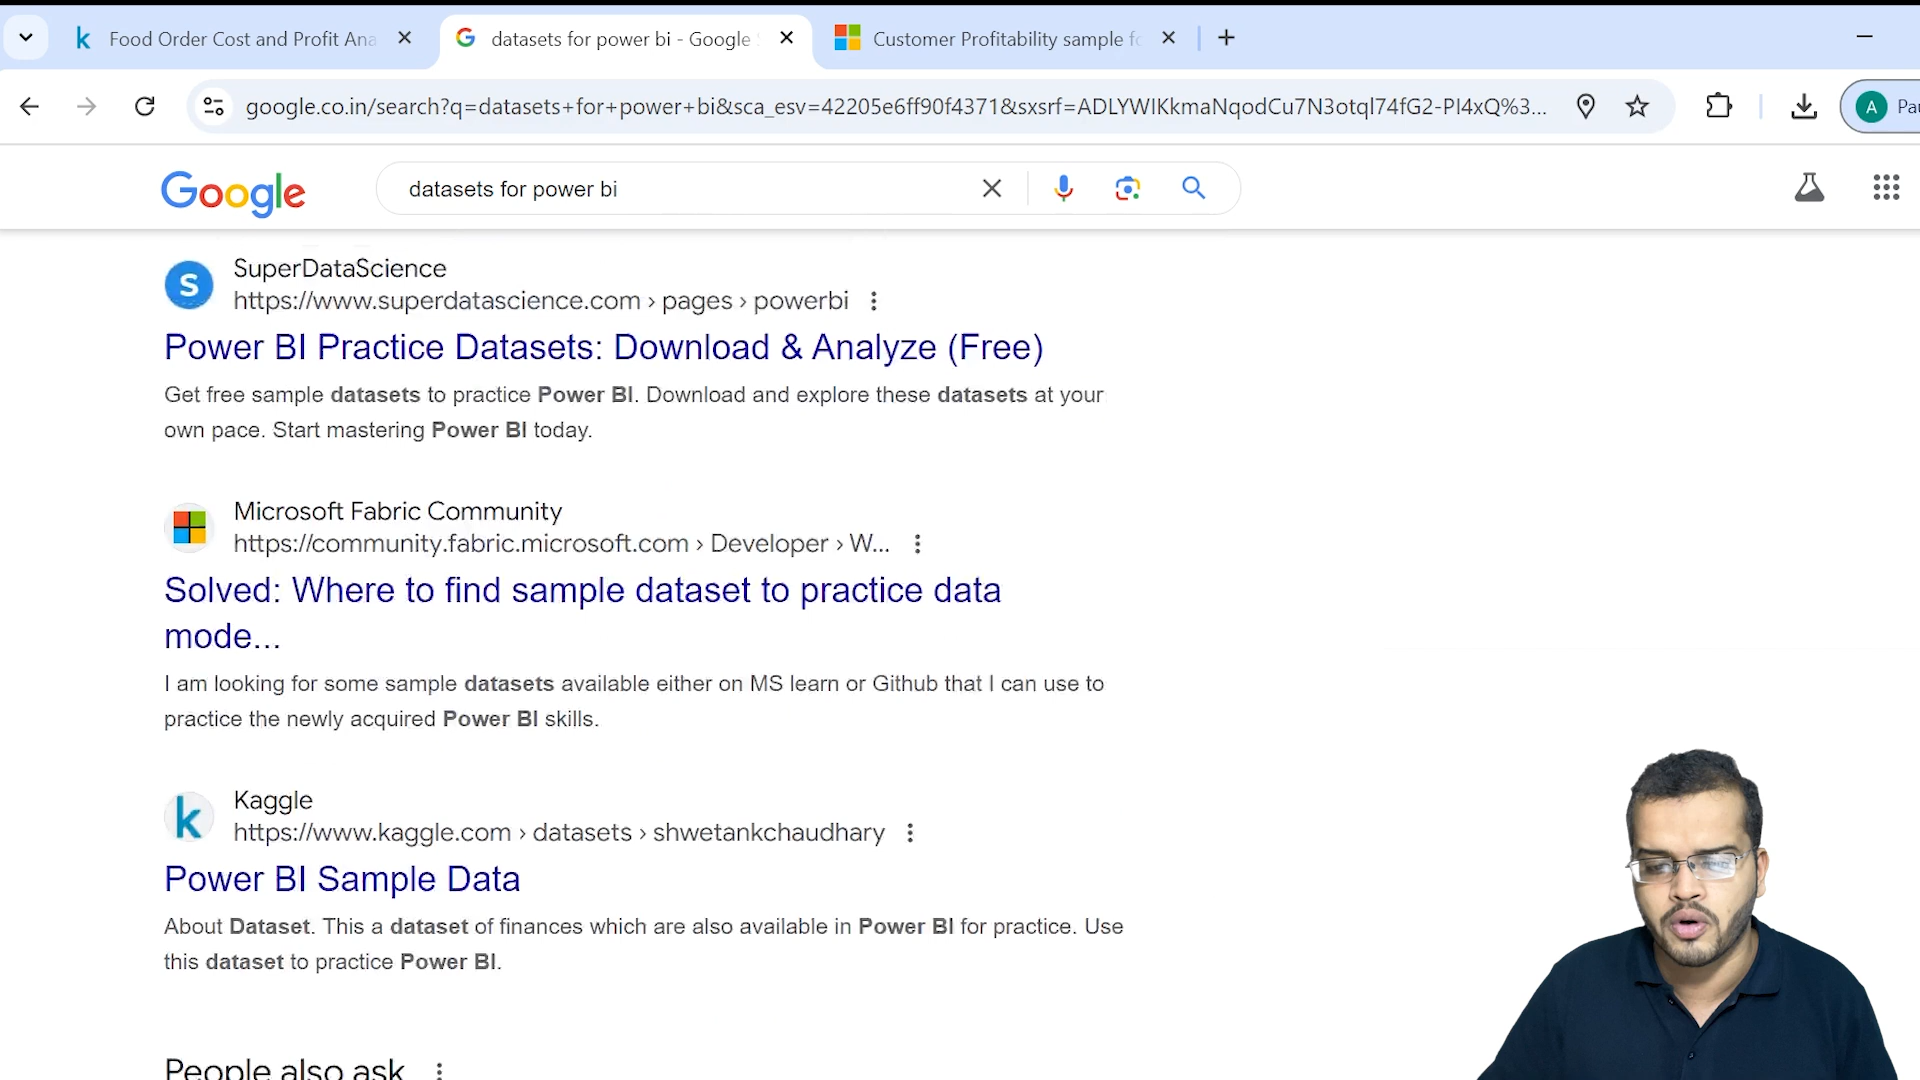 Food Order Cost and Profit Ana
datasets for power bi - Google
Customer Profitability sample fo
google.co.in/search?q=datasets+for+power+bi&sca_esv=42205e6ff90f4371&sxsrf=ADLYWIKkmaNqodCu7N3otql74fG2-PI4xQ%3...
A
Pau
Google
datasets for power bi
S
SuperDataScience
https://www.superdatascience.com › pages › powerbi
Power BI Practice Datasets: Download & Analyze (Free)
Get free sample datasets to practice Power BI. Download and explore these datasets at your
own pace. Start mastering Power BI today.
Microsoft Fabric Community
https://community.fabric.microsoft.com › Developer › W...
Solved: Where to find sample dataset to practice data
mode...
I am looking for some sample datasets available either on MS learn or Github that I can use to
practice the newly acquired Power BI skills.
k
Kaggle
https://www.kaggle.com › datasets › shwetankchaudhary
Power BI Sample Data
About Dataset. This a dataset of finances which are also available in Power BI for practice. Use
this dataset to practice Power BI.
People also ask